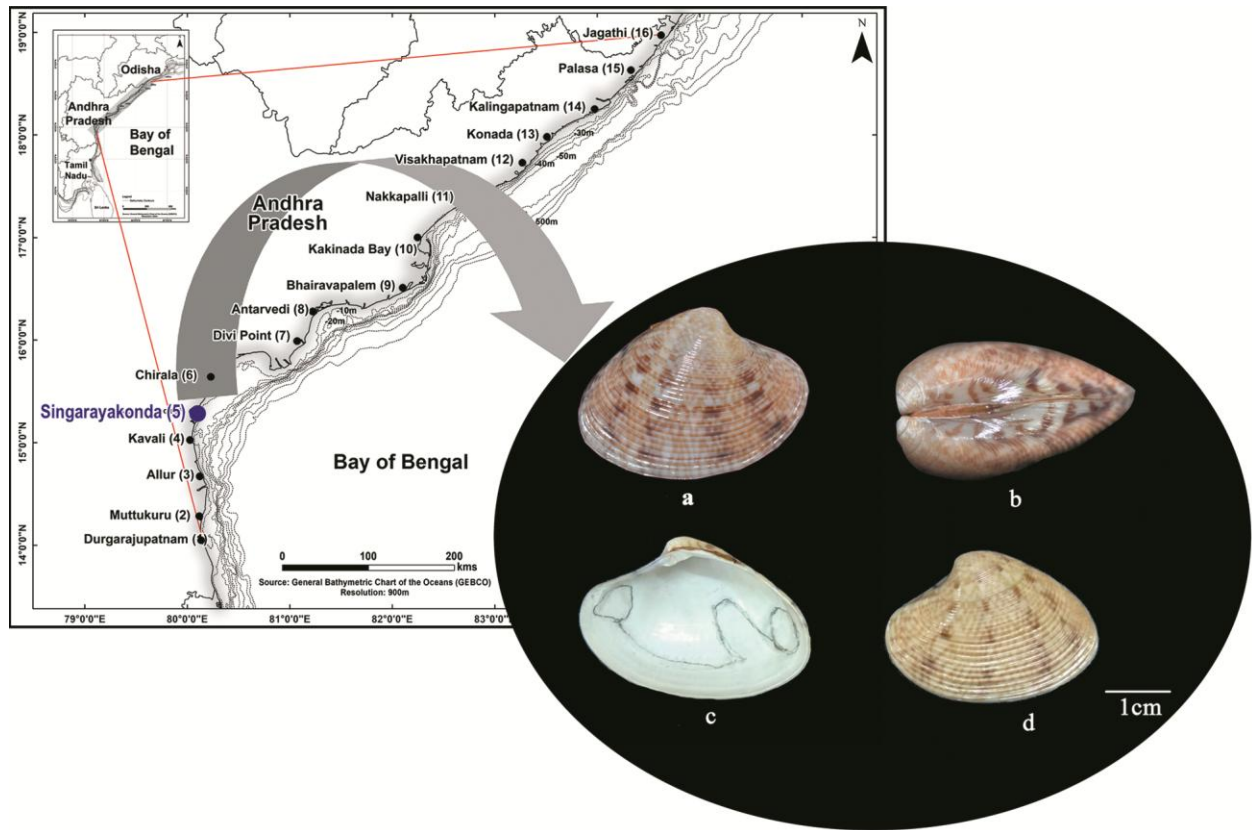 Odisha
Andhra
Pradesh
Bay of
Bengal
Tamil
Nadu
Sri Lanka
N
19°0'0"N
18°0'0"N
17°0'0"N
16°0'0"N
15°0'0"N
14°0'0"N
Jagathi (16)
Palasa (15)
Kalingapatnam (14)
Konada (13)
Visakhapatnam (12)
Nakkapalli (11)
Kakinada Bay (10)
Bhairavapalem (9)
Antarvedi (8)
Divi Point (7)
Chirala (6)
Singarayakonda (5)
Kavali (4)
Allur (3)
Muttukuru (2)
Durgarajupatnam (1)
Andhra
Pradesh
-30m
-50m
-40m
500m
-10m
-20m
Bay of Bengal
0 100 200
kms
Source: General Bathymetric Chart of the Oceans (GEBCO)
Resolution: 900m
79°0'0"E 80°0'0"E 81°0'0"E 82°0'0"E
a
b
c
d
1cm